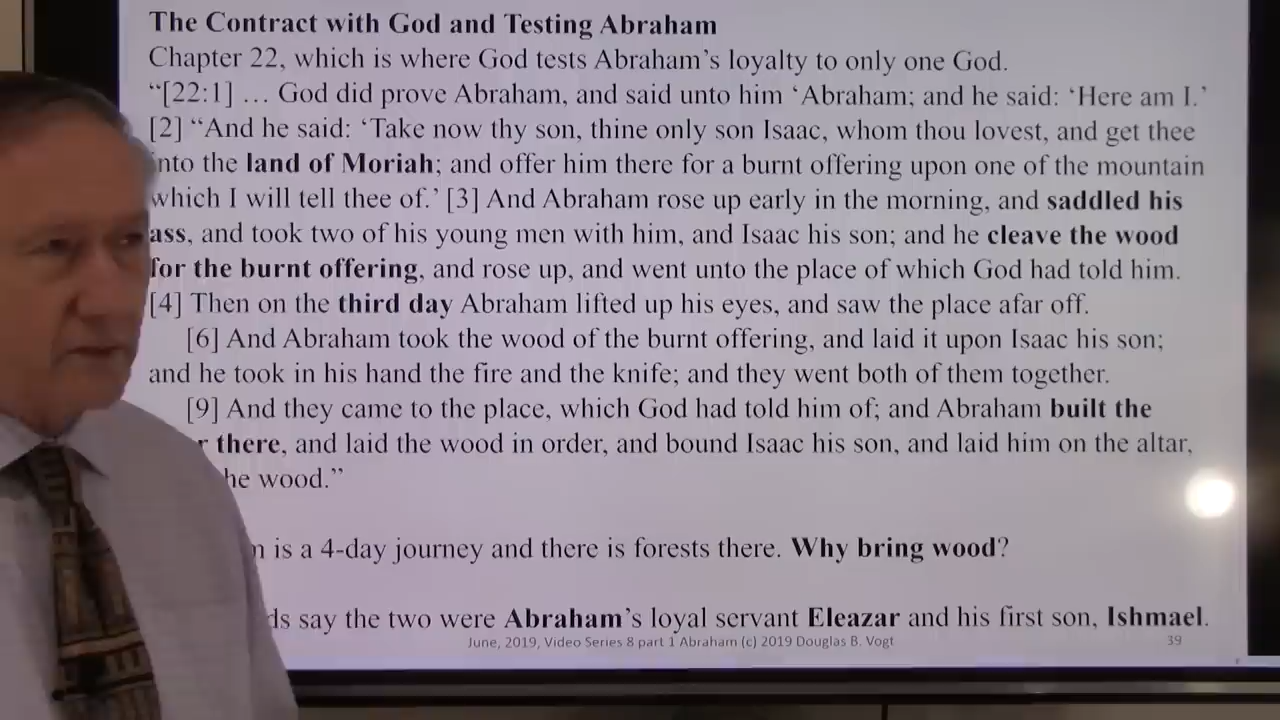 The Contract with God and Testing Abraham
Chapter 22, which is where God tests Abraham’s loyalty to only one God.
“[22:1] … God did prove Abraham, and said unto him ‘Abraham; and he said: ‘Here am I.’
[2] “And he said: ‘Take now thy son, thine only son Isaac, whom thou lovest, and get thee
into the land of Moriah; and offer him there for a burnt offering upon one of the mountain
which I will tell thee of.’ [3] And Abraham rose up early in the morning, and saddled his
ass, and took two of his young men with him, and Isaac his son; and he cleave the wood
for the burnt offering, and rose up, and went unto the place of which God had told him.
[4] Then on the third day Abraham lifted up his eyes, and saw the place afar off.
[6] And Abraham took the wood of the burnt offering, and laid it upon Isaac his son;
and he took in his hand the fire and the knife; and they went both of them together.
[9] And they came to the place, which God had told him of; and Abraham built the
there, and laid the wood in order, and bound Isaac his son, and laid him on the altar,
he wood.”
is a 4-day journey and there is forests there. Why bring wood?
say the two were Abraham’s loyal servant Eleazar and his first son, Ishmael.
June, 2019, Video Series 8 part 1 Abraham (c) 2019 Douglas B. Vogt 39